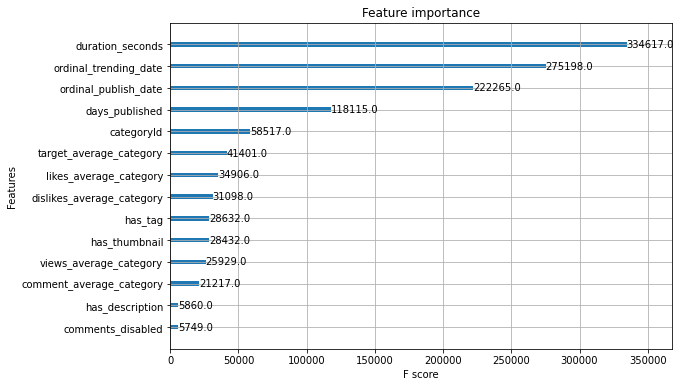 Feature importance
duration_seconds 334617.0
ordinal_trending_date 275198.0
ordinal_publish_date 222265.0
days_published 118115.0
categoryId 58517.0
target_average_category 41401.0
likes_average_category 34906.0
dislikes_average_category 31098.0
has_tag 28632.0
has_thumbnail 28432.0
views_average_category 25929.0
comment_average_category 21217.0
has_description 5860.0
comments_disabled 5749.0
Features
0 50000 100000 150000 200000 250000 300000 350000
F score